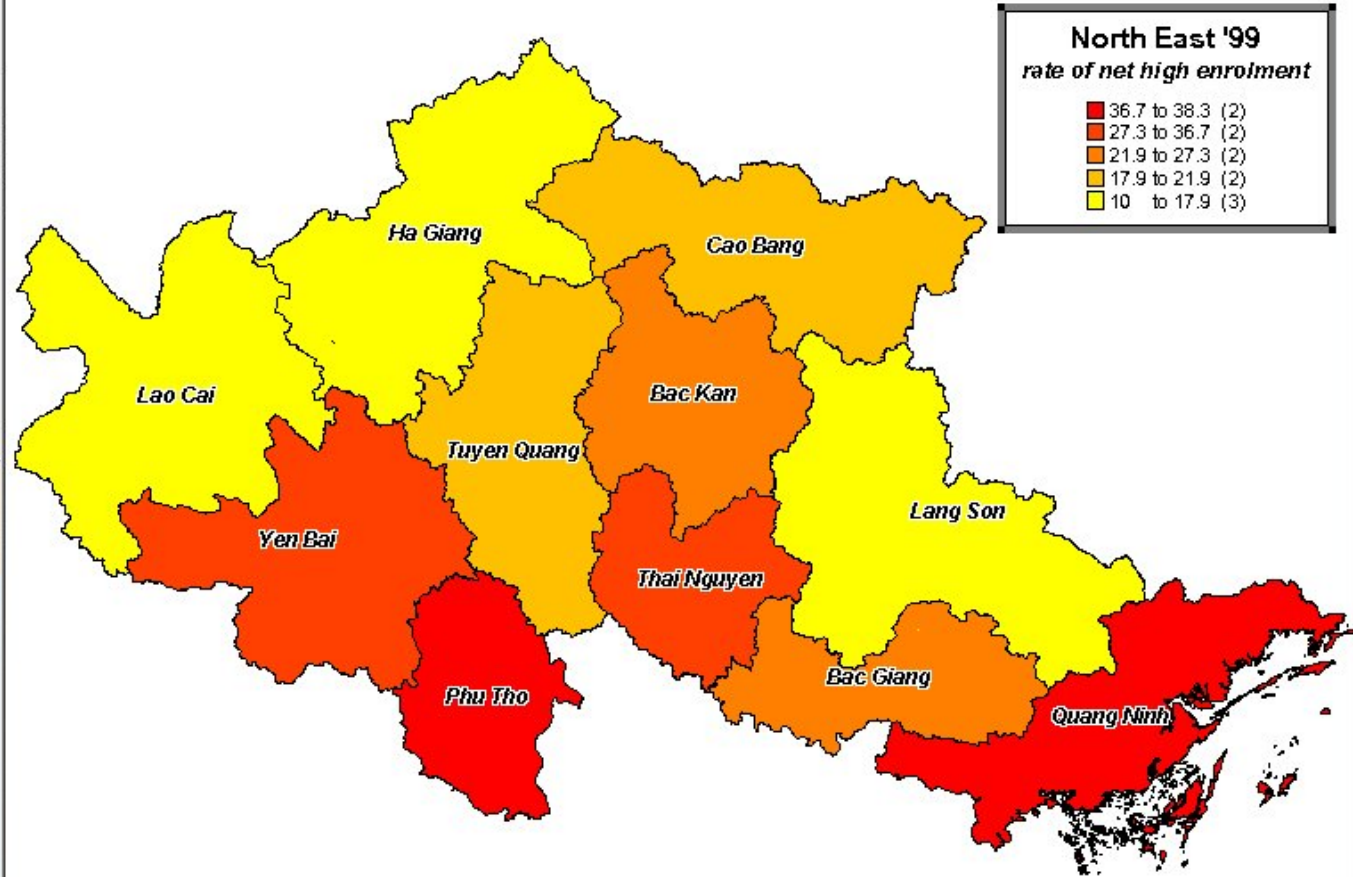 North East '99
rate of net high enrolment
36.7 to 38.3 (2)
27.3 to 36.7 (2)
21.9 to 27.3 (2)
17.9 to 21.9 (2)
10 to 17.9 (3)
Ha Giang
Cao Bang
Lao Cai
Bac Kan
Tuyen Quang
Lang Son
Yen Bai
Thai Nguyen
Bac Giang
Phu Tho
Quang Ninh